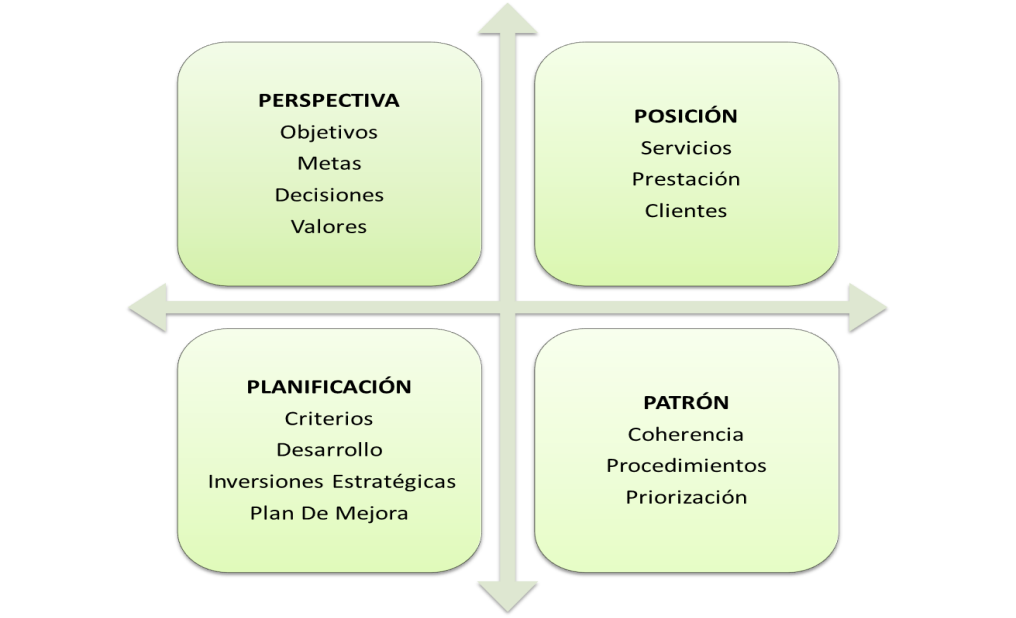 PERSPECTIVA
Objetivos
Metas
Decisiones
Valores
POSICIÓN
Servicios
Prestación
Clientes
PLANIFICACIÓN
Criterios
Desarrollo
Inversiones Estratégicas
Plan De Mejora
PATRÓN
Coherencia
Procedimientos
Priorización